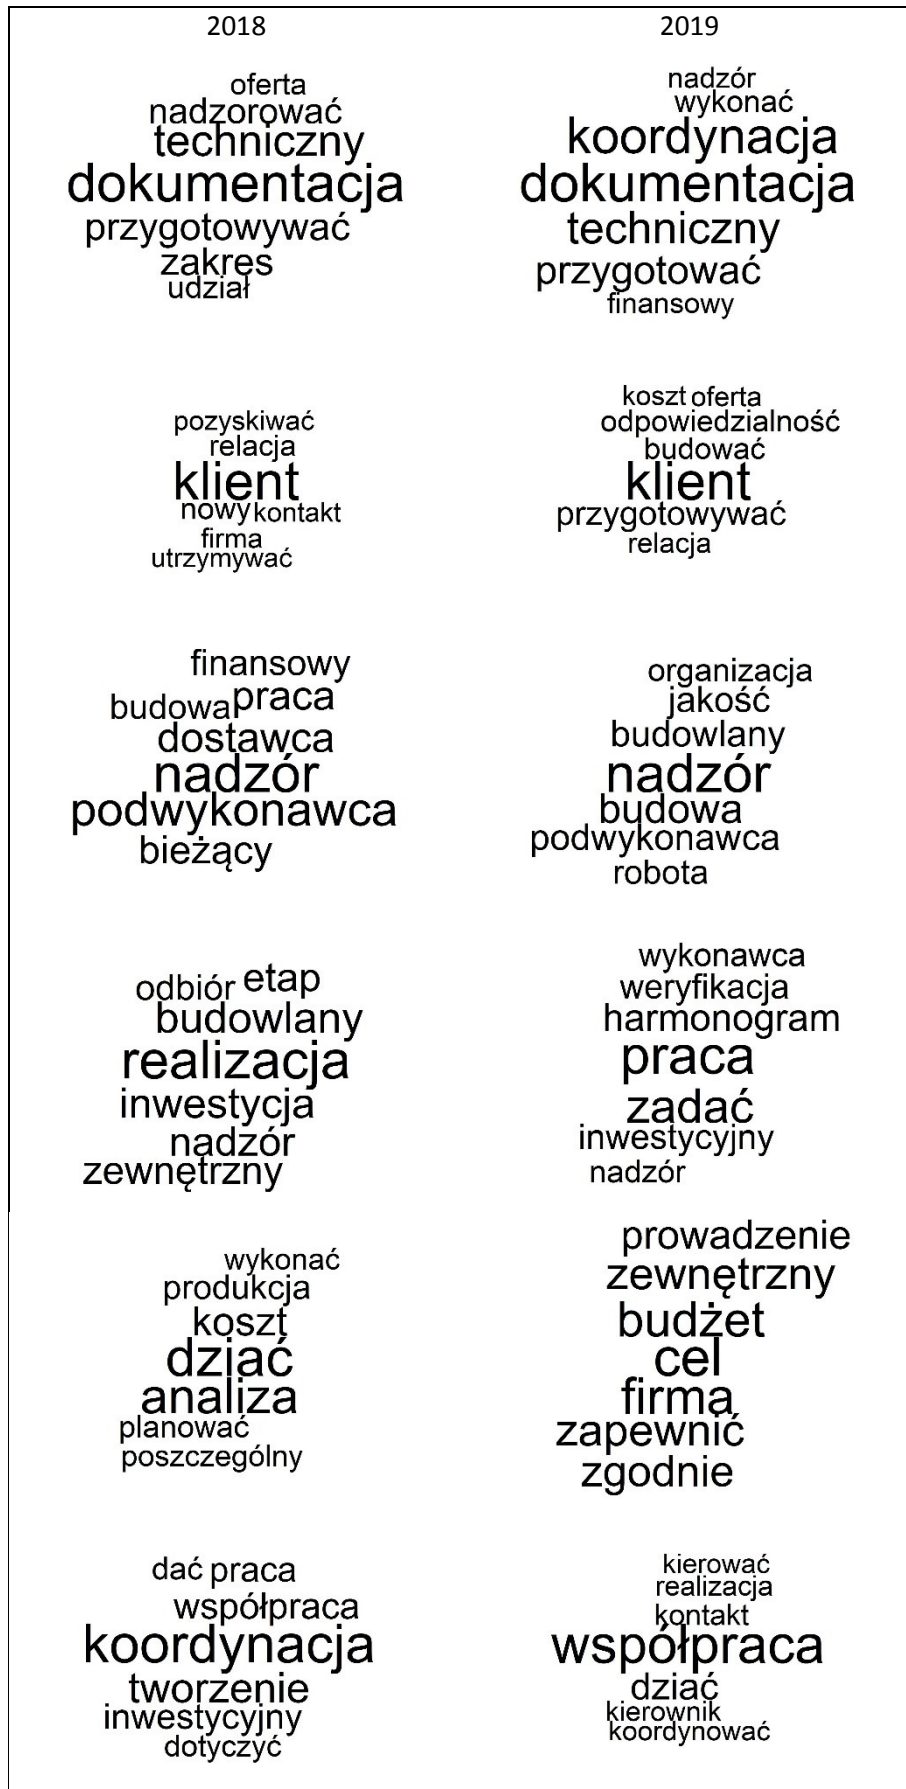 2018
oferta
nadzorować
techniczny
dokumentacja
przygotowywać
zakres
udział
pozyskiwać
relacja
klient
nowy kontakt
firma
utrzymywać
finansowy
budowa praca
dostawca
nadzór
podwykonawca
bieżący
odbiór etap
budowlany
realizacja
inwestycja
nadzór
zewnętrzny
wykonać
produkcja
koszt
dziać
analiza
planować
poszczególny
dać praca
współpraca
koordynacja
tworzenie
inwestycyjny
dotyczyć
2019
nadzór
wykonać
koordynacja
dokumentacja
techniczny
przygotować
finansowy
koszt oferta
odpowiedzialność
budować
klient
przygotowywać
relacja
organizacja
jakość
budowlany
nadzór
budowa
podwykonawca
robota
wykonawca
weryfikacja
harmonogram
praca
zadać
inwestycyjny
nadzór
prowadzenie
zewnętrzny
budżet
cel
firma
zapewnić
zgodnie
kierować
realizacja
kontakt
współpraca
dziać
kierownik
koordynować